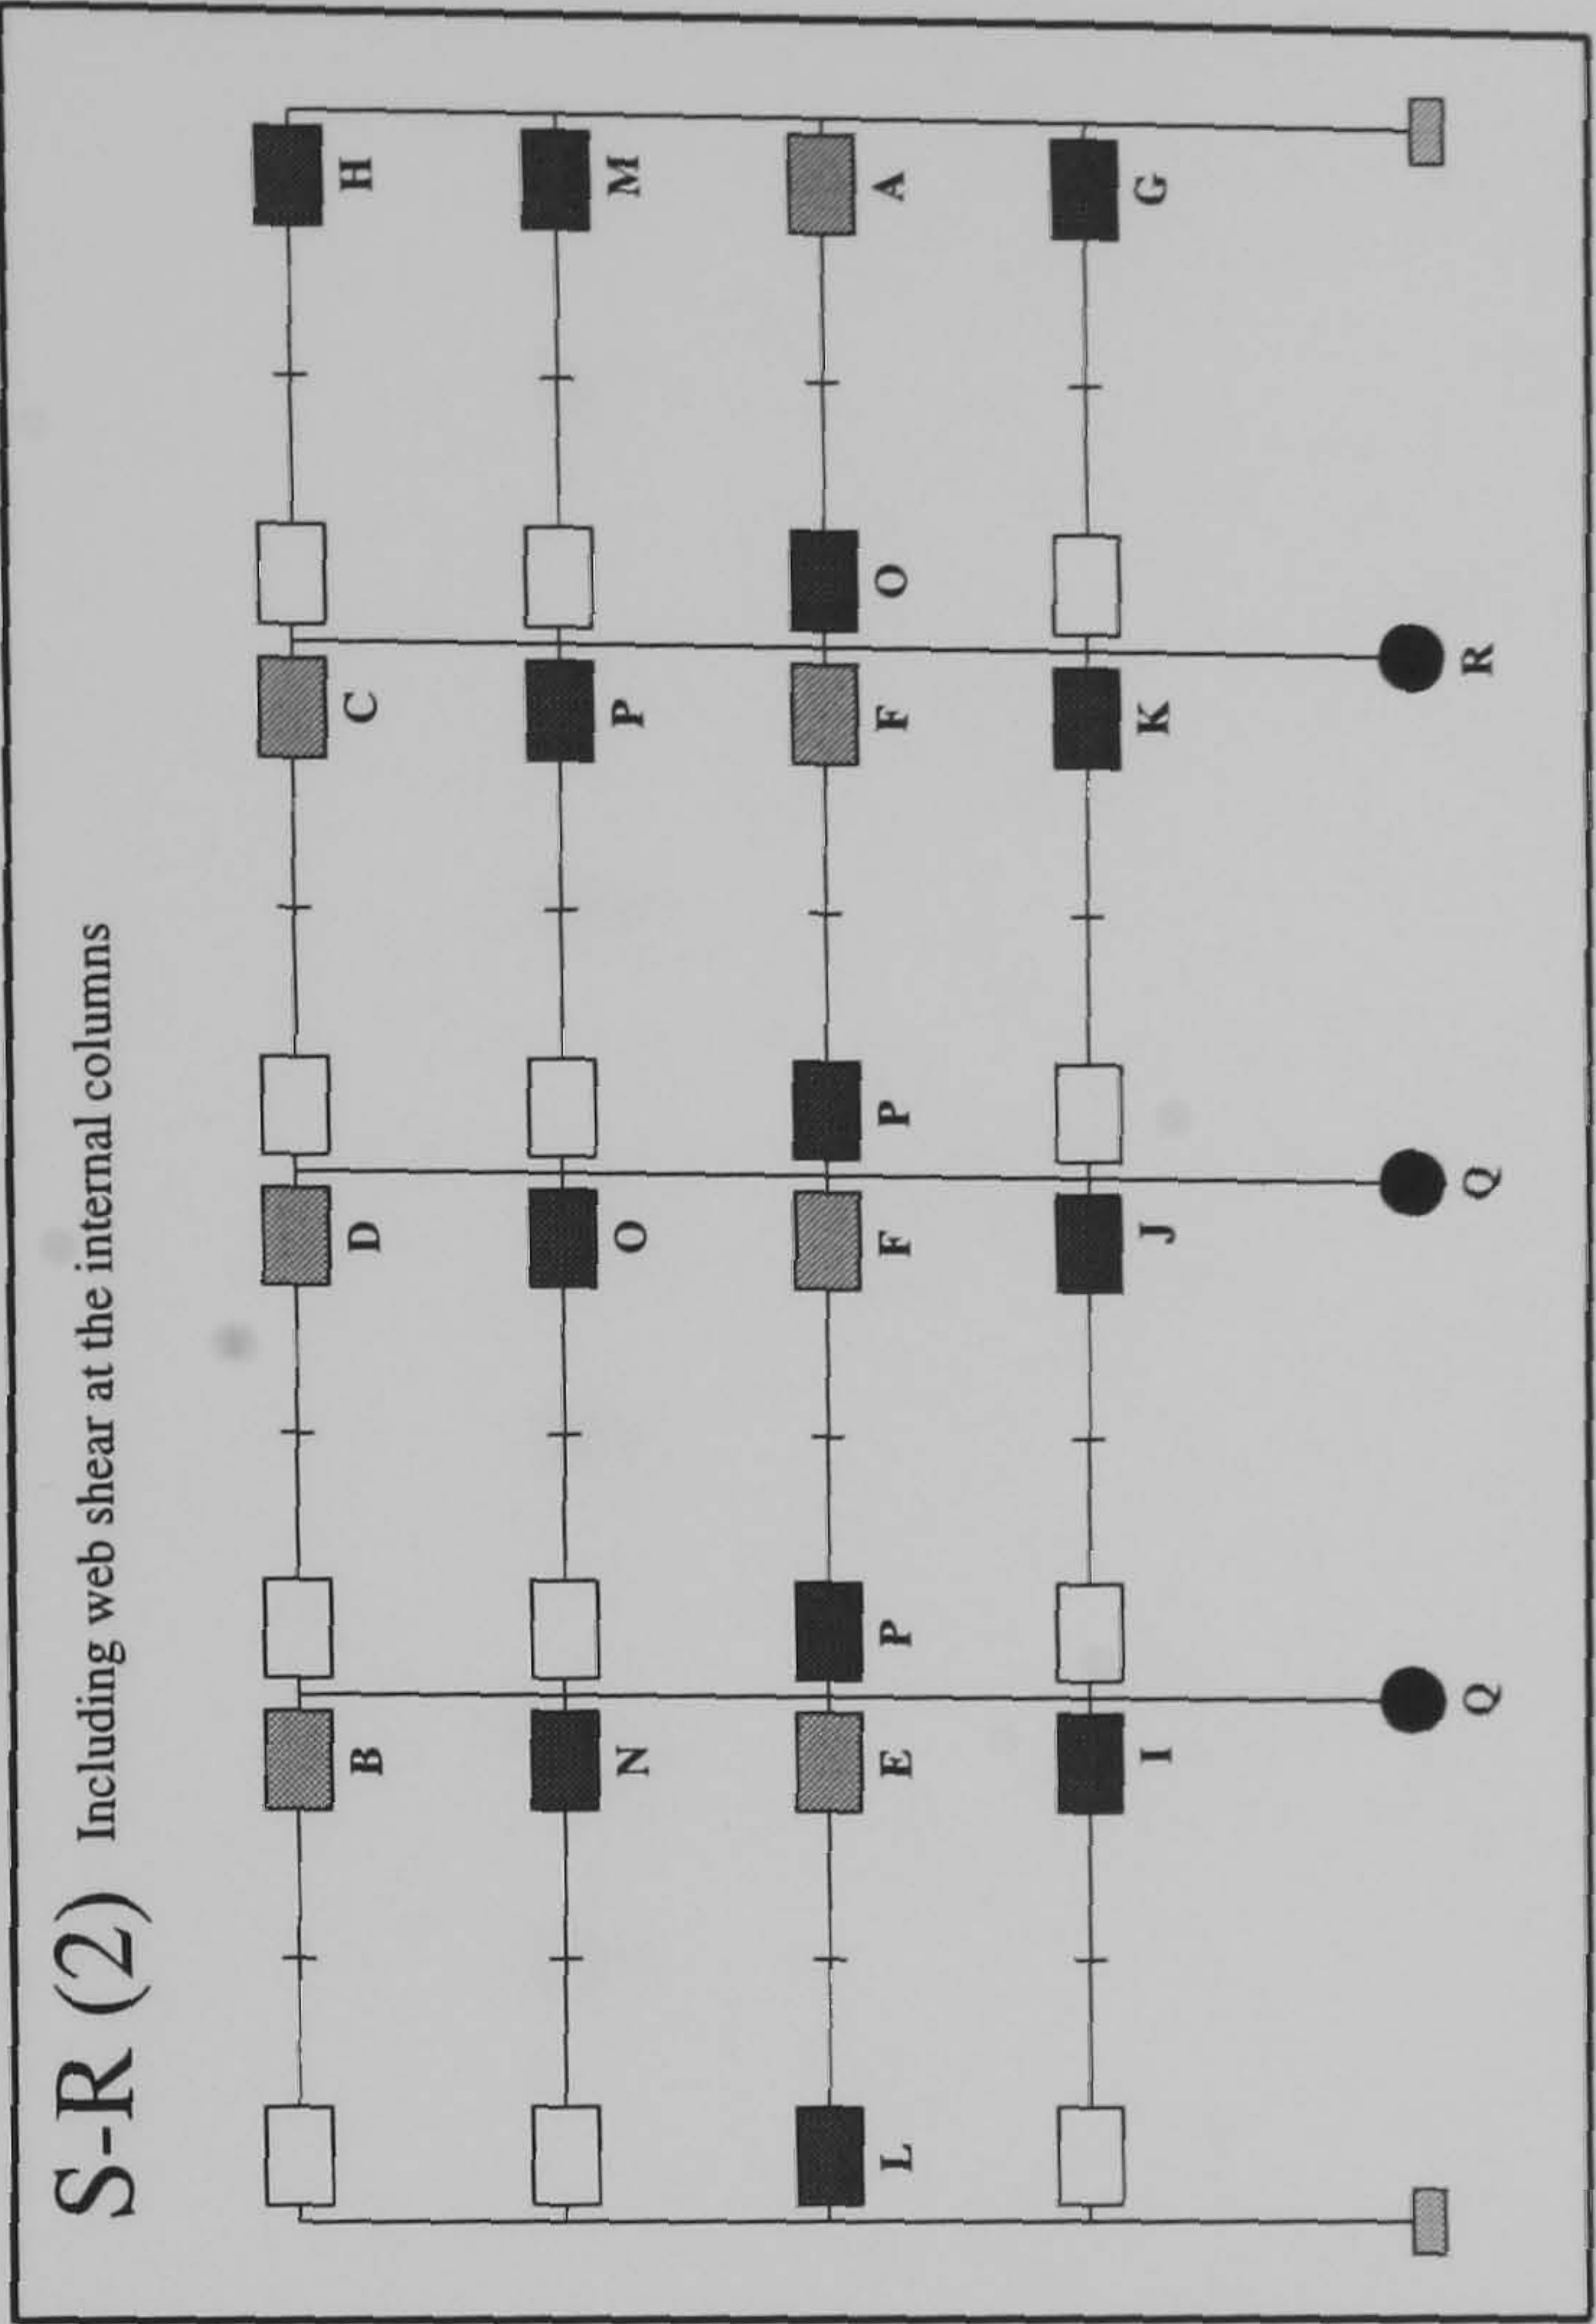 S-R (2) Including web shear at the internal columns
B D C H
N O P M
L E P F P F O A
I J K G
Q Q R